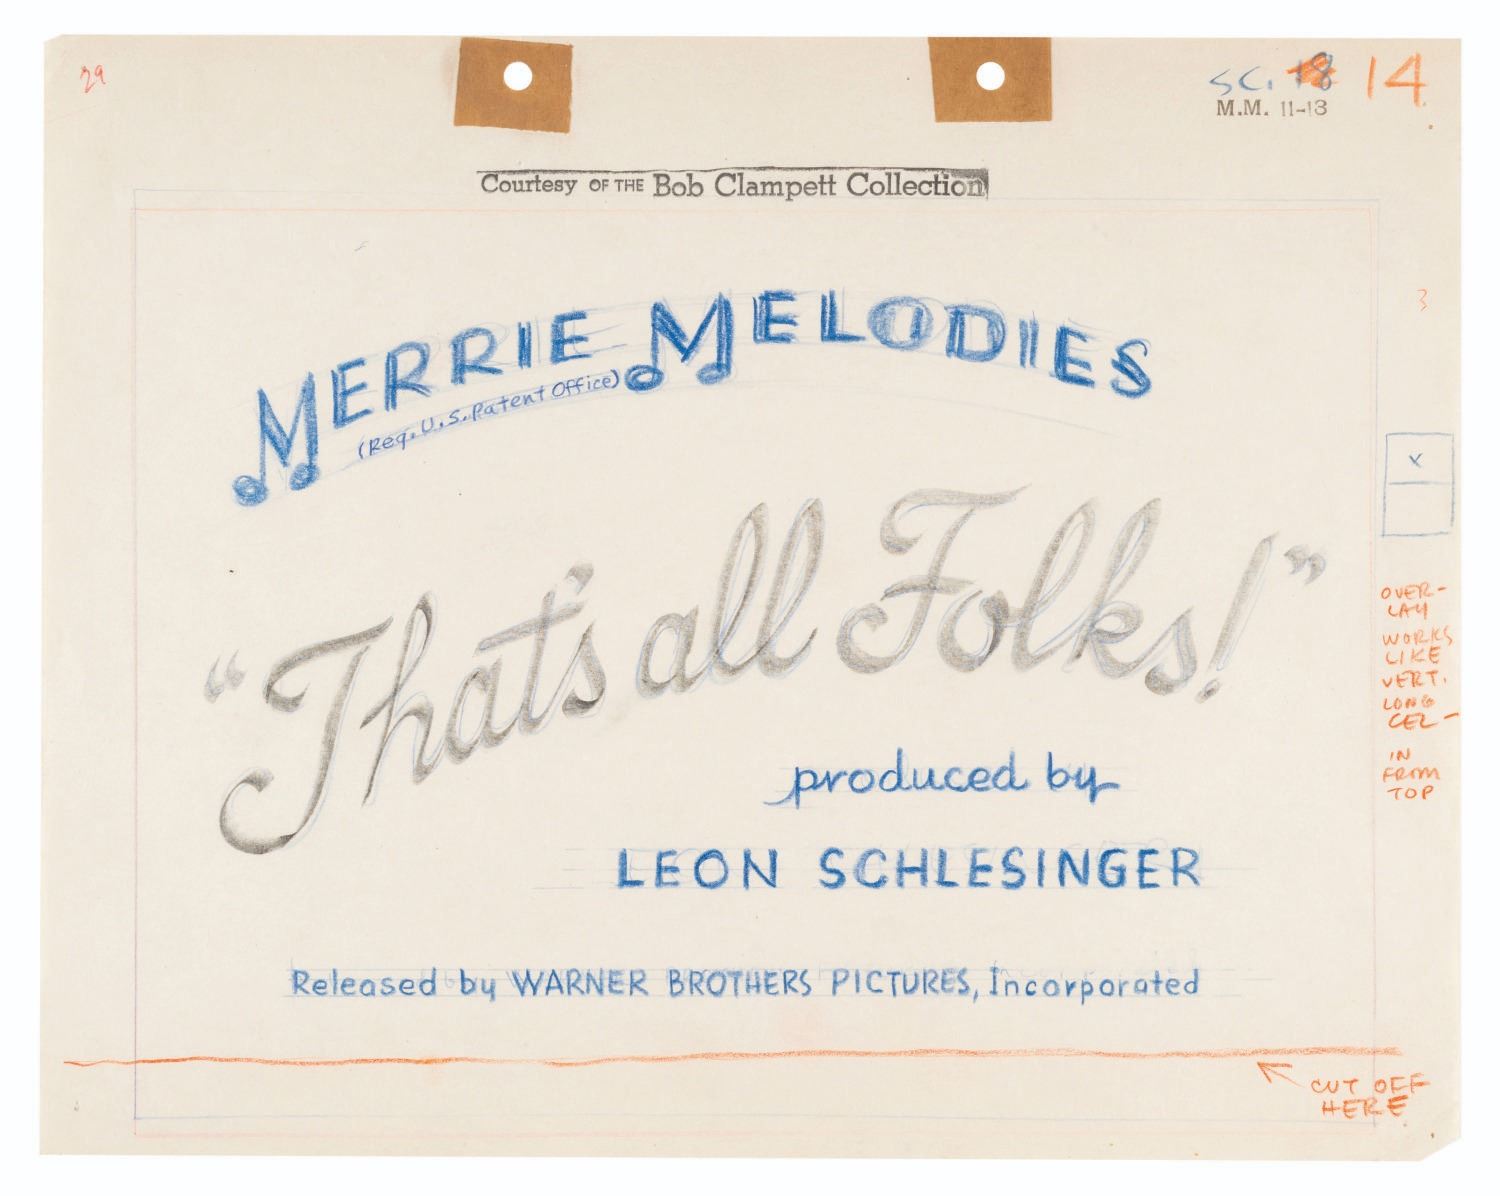 29
SC. 18 14
M.M. 11-13
Courtesy OF THE Bob Clampett Collection
MERRIE MELODIES
(Reg. U.S. Patent Office)
3
x
"That's all Folks!"
OVER-
LAY
WORKS
LIKE
VERT.
LONG
CEL-
IN
FROM
TOP
produced by
LEON SCHLESINGER
Released by WARNER BROTHERS PICTURES, Incorporated
CUT OFF
HERE